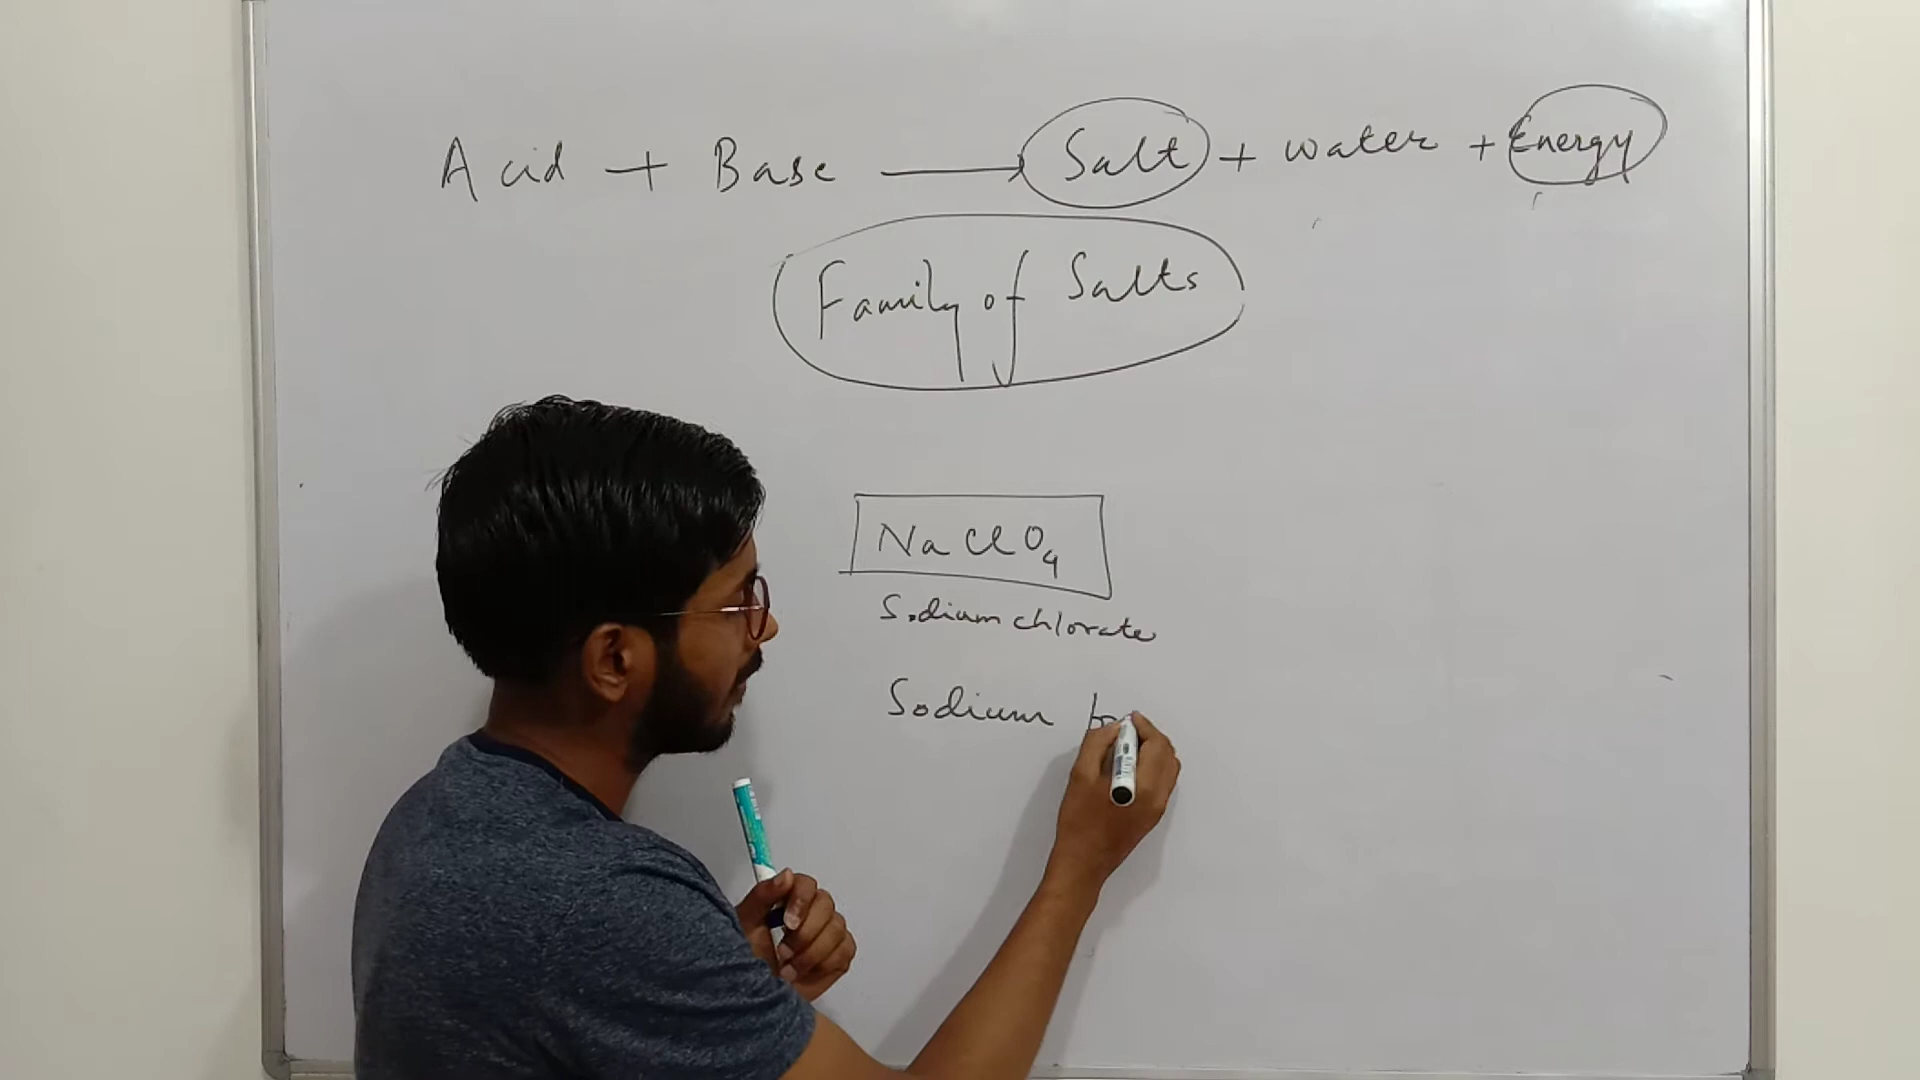 Acid + Base → Salt + water + Energy
Family of Salts
NaClO4
Sodium chlorate
Sodium